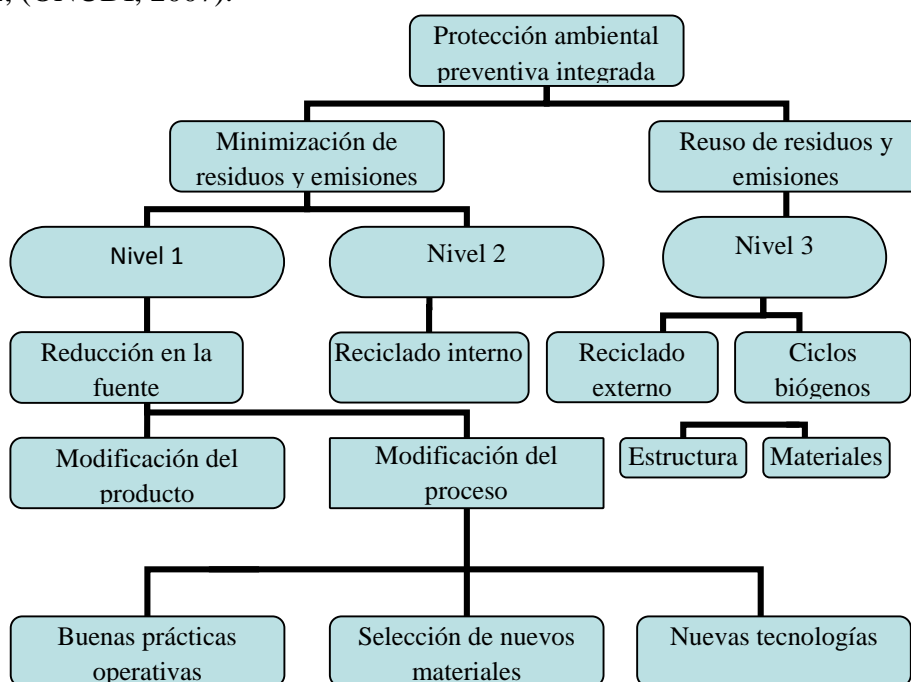 (ONUDI, 2007).
Protección ambiental
preventiva integrada
Minimización de
residuos y emisiones
Reuso de residuos y
emisiones
Nivel 1
Nivel 2
Nivel 3
Reducción en la
fuente
Reciclado interno
Reciclado
externo
Ciclos
biógenos
Modificación del
producto
Modificación del
proceso
Estructura
Materiales
Buenas prácticas
operativas
Selección de nuevos
materiales
Nuevas tecnologías